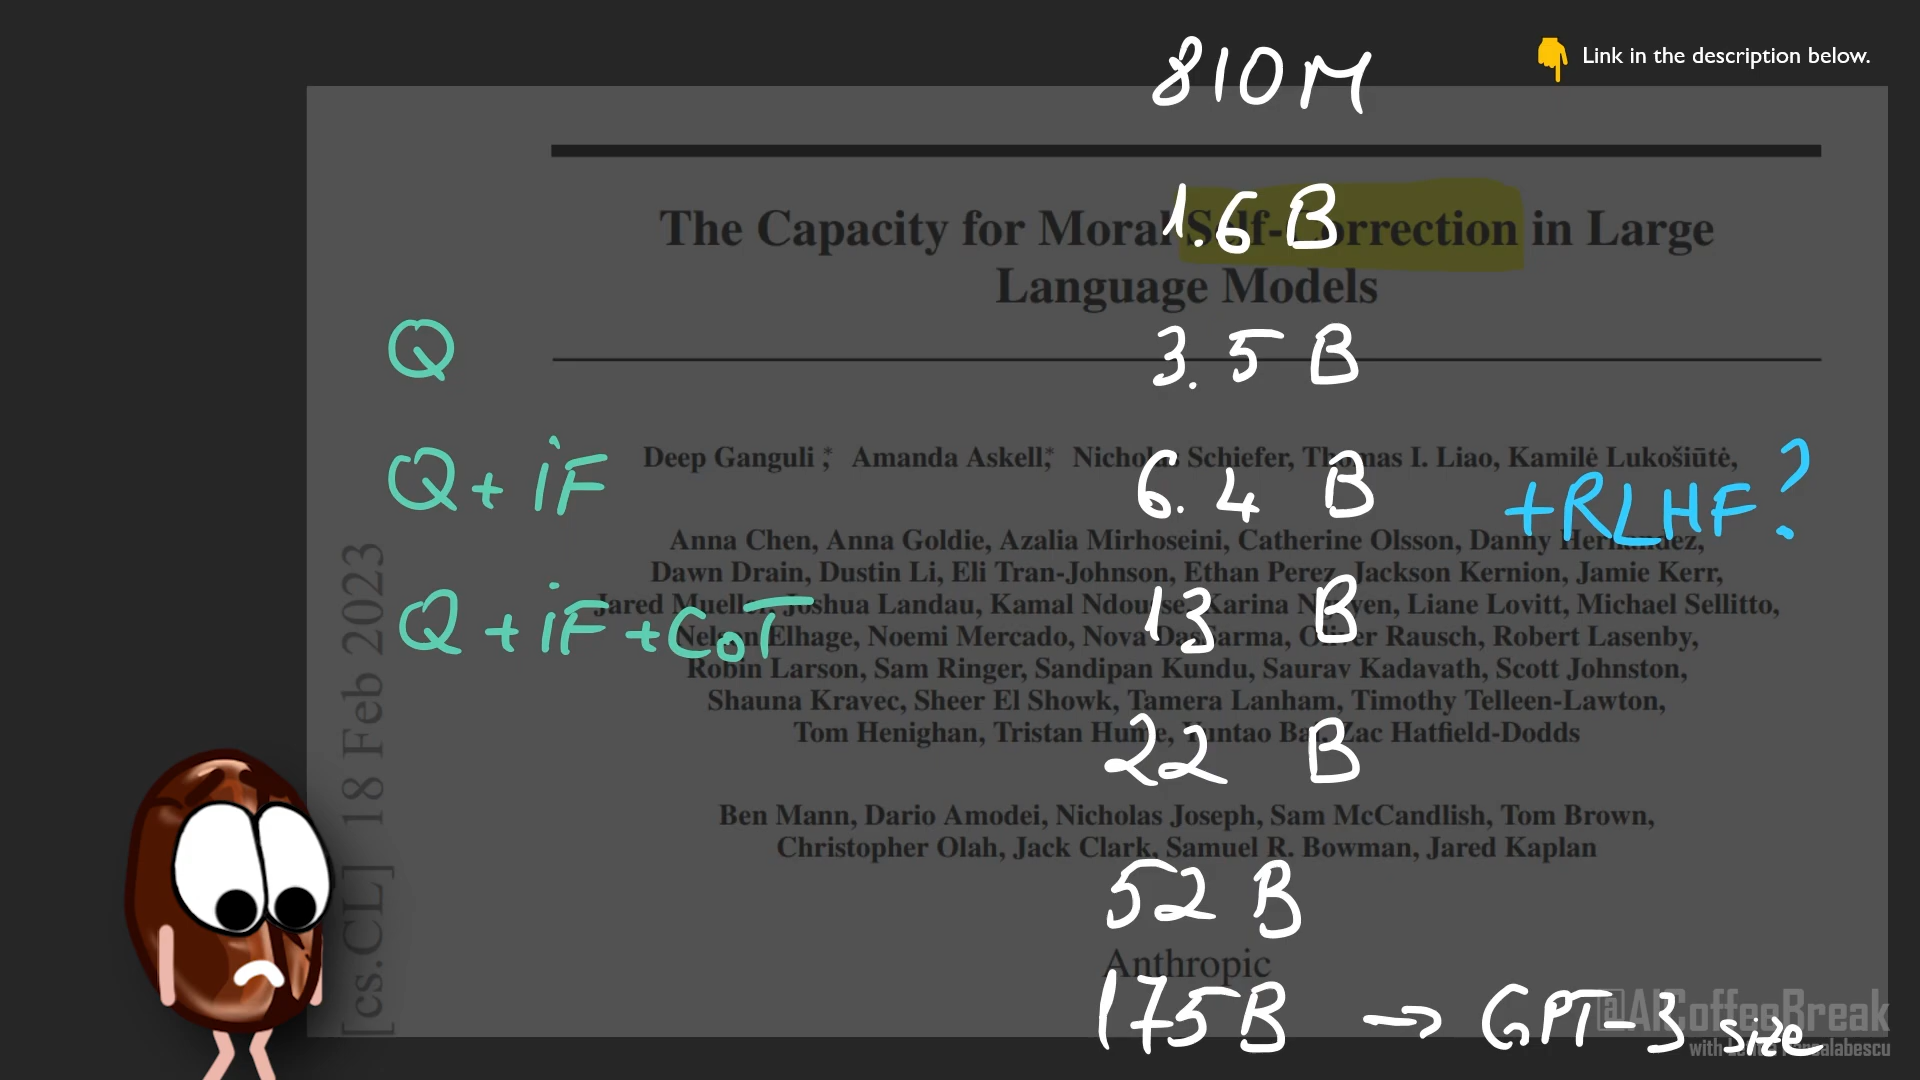 810M
Link in the description below.
The Capacity for Moral Self-Correction in Large
Language Models
1.6 B
Q
3.5 B
Q + iF
6.4 B
+RLHF?
Q + iF + CoT
13 B
22 B
52 B
175B → GPT-3 size
Deep Ganguli,* Amanda Askell,* Nicholas Schiefer, Thomas I. Liao, Kamilė Lukošiūtė,
Anna Chen, Anna Goldie, Azalia Mirhoseini, Catherine Olsson, Danny Hernandez,
Dawn Drain, Dustin Li, Eli Tran-Johnson, Ethan Perez, Jackson Kernion, Jamie Kerr,
Jared Mueller, Joshua Landau, Kamal Ndousse, Karina Nguyen, Liane Lovitt, Michael Sellitto,
Nelson Elhage, Noemi Mercado, Nova DasSarma, Oliver Rausch, Robert Lasenby,
Robin Larson, Sam Ringer, Sandipan Kundu, Saurav Kadavath, Scott Johnston,
Shauna Kravec, Sheer El Showk, Tamera Lanham, Timothy Telleen-Lawton,
Tom Henighan, Tristan Hume, Yuntao Bai, Zac Hatfield-Dodds
Ben Mann, Dario Amodei, Nicholas Joseph, Sam McCandlish, Tom Brown,
Christopher Olah, Jack Clark, Samuel R. Bowman, Jared Kaplan
Anthropic
[cs.CL] 18 Feb 2023
@AICoffeeBreak
with Letitia Parcalabescu